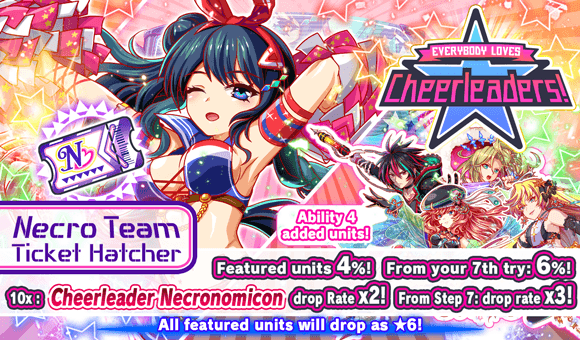 EVERYBODY LOVES
Cheerleaders!
N
Necro Team
Ticket Hatcher
Ability 4
added units!
Featured units 4%!
From your 7th try: 6%!
10x: Cheerleader Necronomicon drop Rate x2!
From Step 7: drop rate x3!
All featured units will drop as ★6!